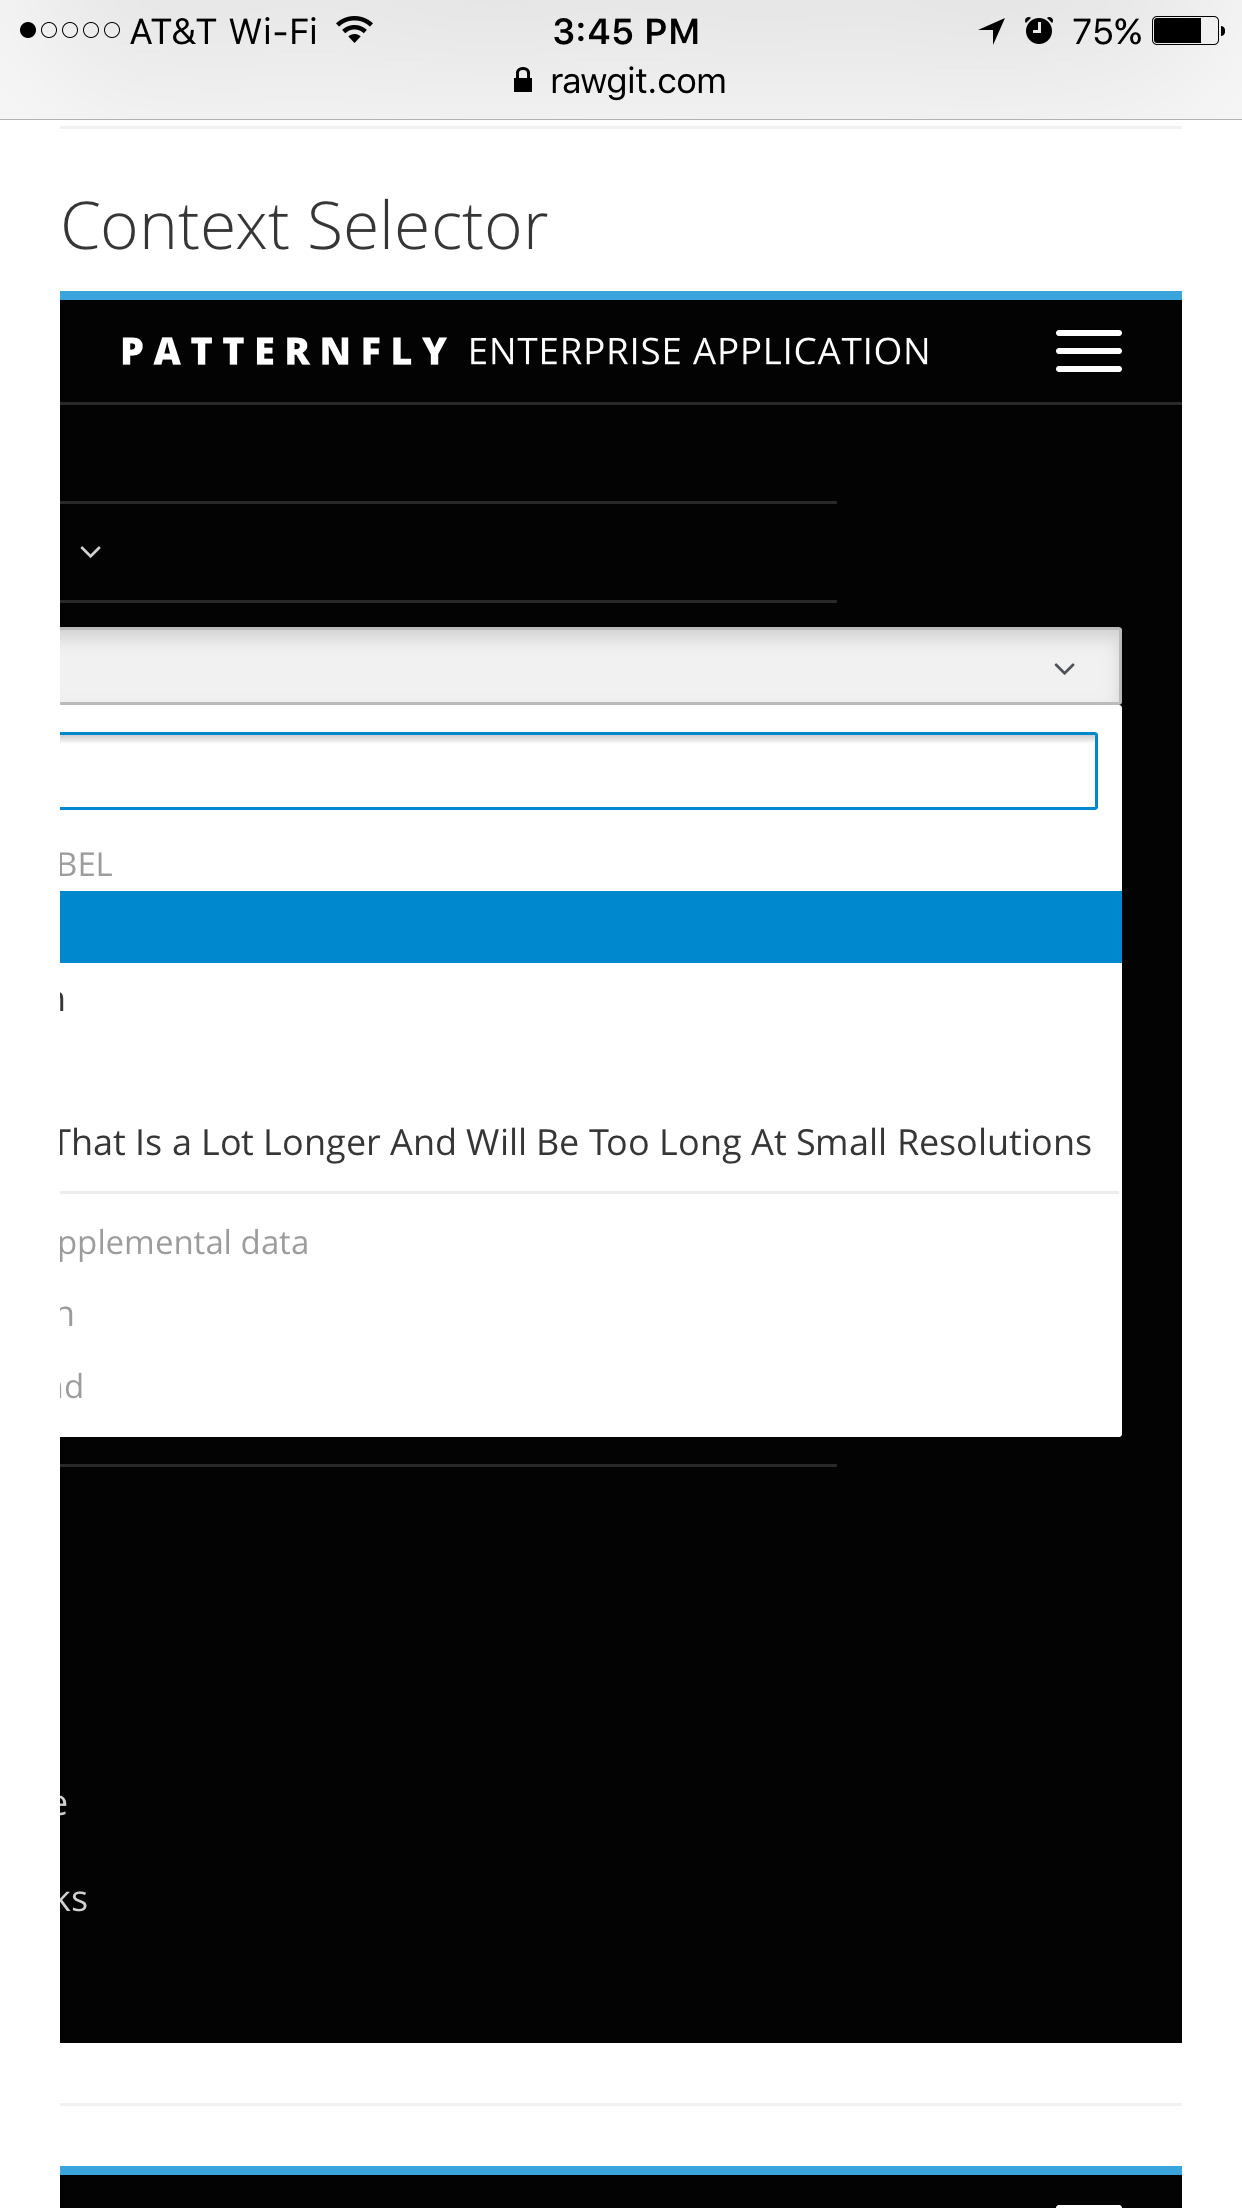 AT&T Wi-Fi 3:45 PM 75%
rawgit.com
Context Selector
PATTERNFLY ENTERPRISE APPLICATION
BEL
That Is a Lot Longer And Will Be Too Long At Small Resolutions
pplemental data
n
d
e
ks